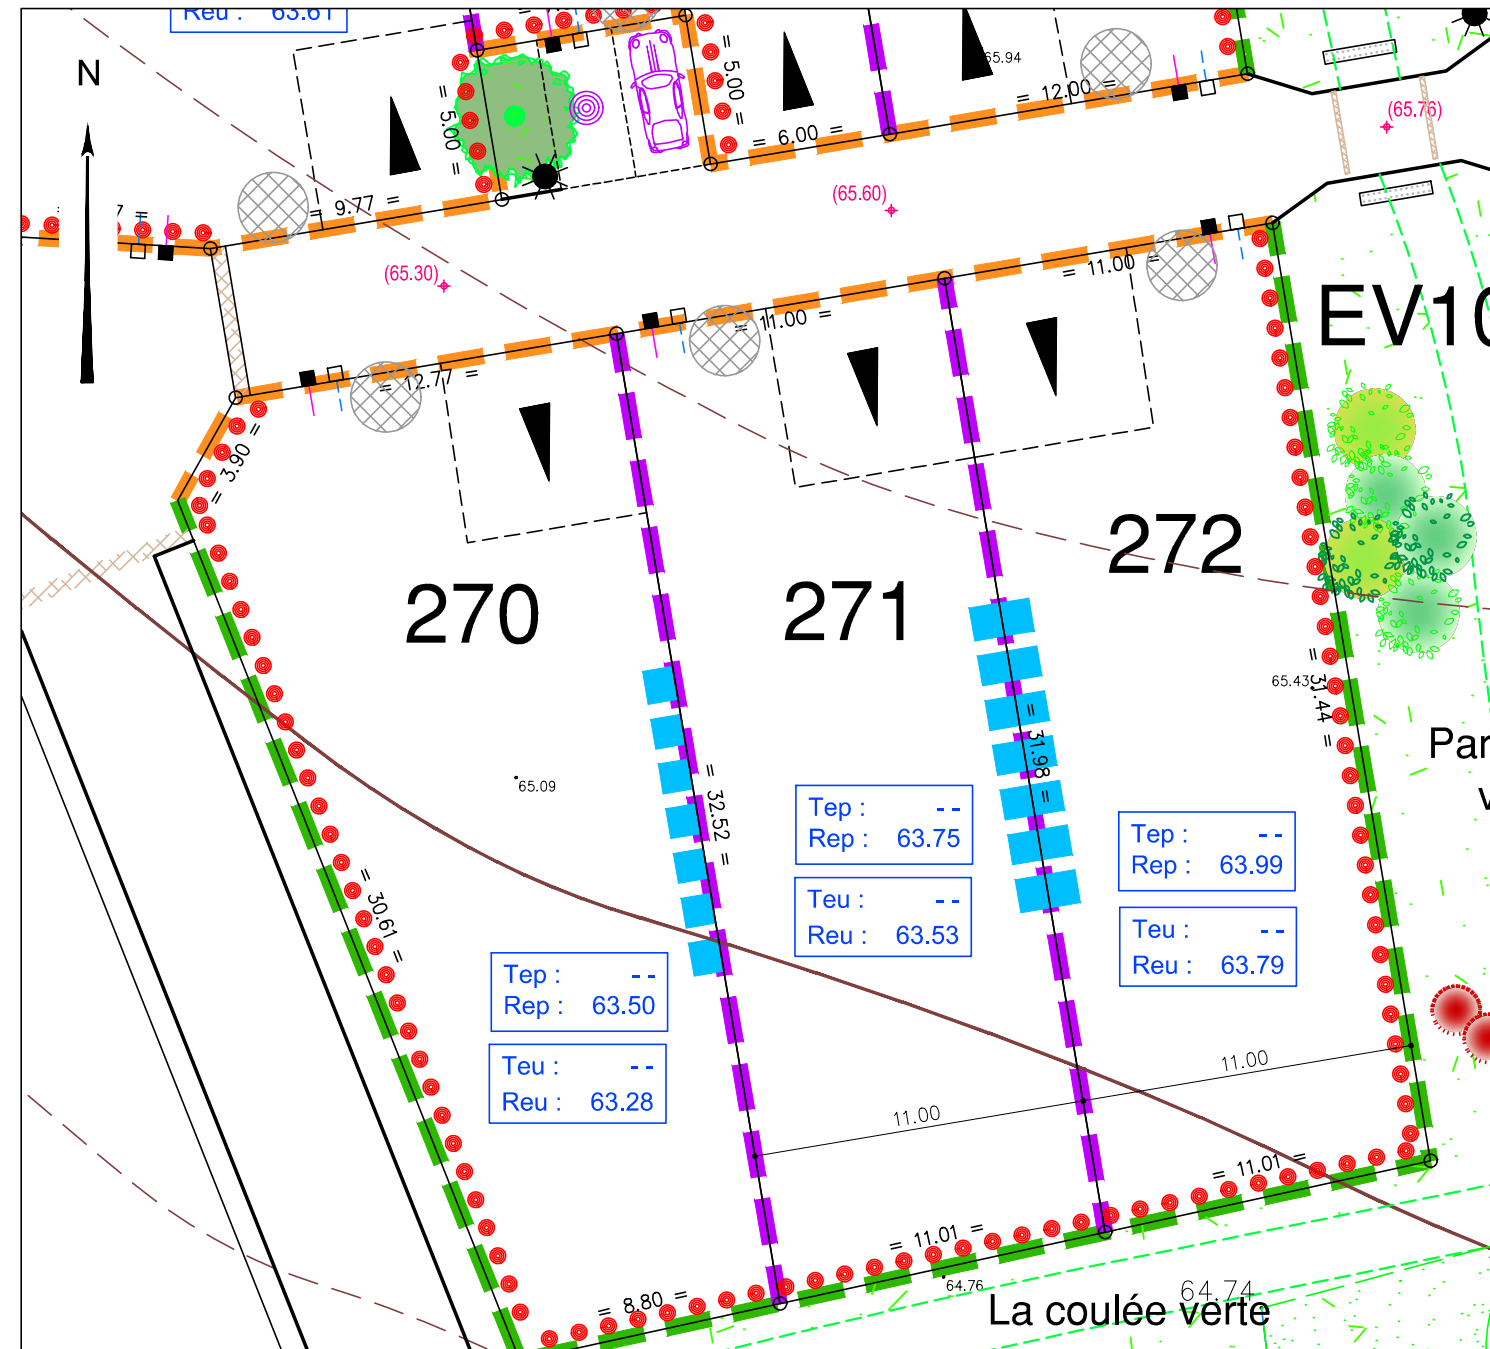 Reu : 63.61
N
= 5.00 =
= 5.00 =
65.94
= 12.00 =
(65.76)
= 6.00 =
= 9.77 =
7 =
(65.60)
(65.30)
= 11.00 =
= 11.00 =
= 12.77 =
EV10
= 3.90 =
270
271
272
65.43
= 31.44 =
Par
v
65.09
= 32.52 =
= 31.98 =
Tep : --
Rep : 63.75
Teu : --
Reu : 63.53
Tep : --
Rep : 63.99
Teu : --
Reu : 63.79
= 30.61 =
Tep : --
Rep : 63.50
Teu : --
Reu : 63.28
11.00
11.00
= 11.01 =
= 11.01 =
= 8.80 =
64.76
64.74
La coulée verte